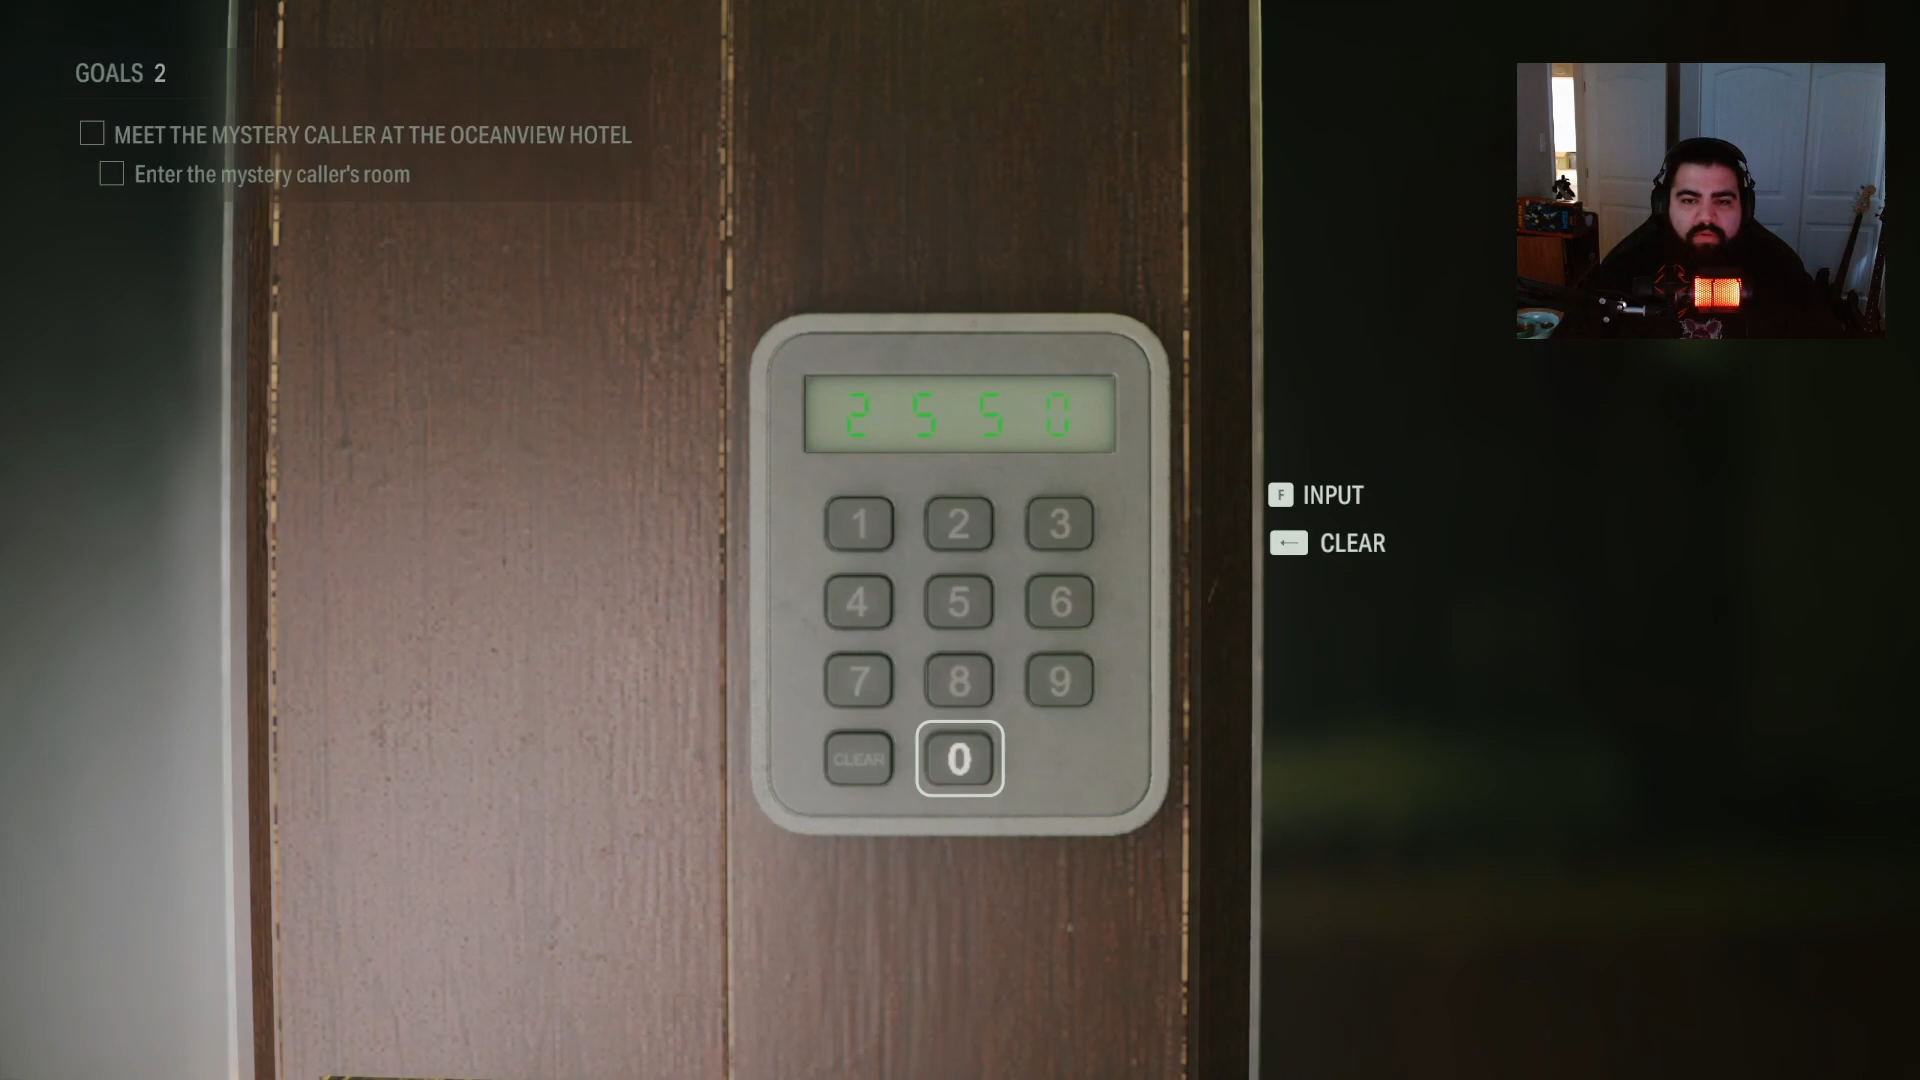 GOALS 2
MEET THE MYSTERY CALLER AT THE OCEANVIEW HOTEL
Enter the mystery caller's room
2 5 5 0
1 2 3
4 5 6
7 8 9
CLEAR 0
F INPUT
← CLEAR